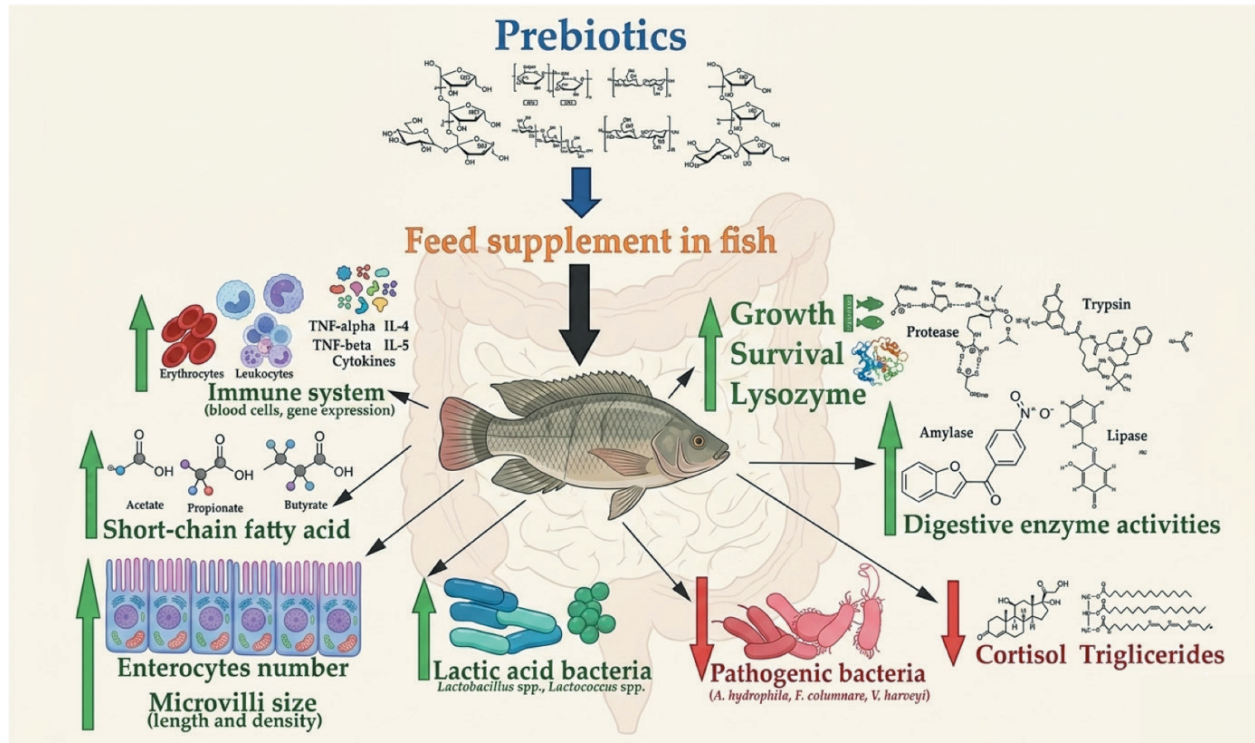 Prebiotics
Feed supplement in fish
TNF-alpha IL-4
TNF-beta IL-5
Cytokines
Erythrocytes Leukocytes
Immune system
(blood cells, gene expression)
Growth
Survival
Lysozyme
Protease
Trypsin
Amylase
Lipase
Digestive enzyme activities
OH
OH
OH
Acetate
Propionate
Butyrate
Short-chain fatty acid
Enterocytes number
Microvilli size
(length and density)
Lactic acid bacteria
Lactobacillus spp., Lactococcus spp.
Pathogenic bacteria
(A. hydrophila, F. columnare, V. harveyi)
Cortisol Triglicerides